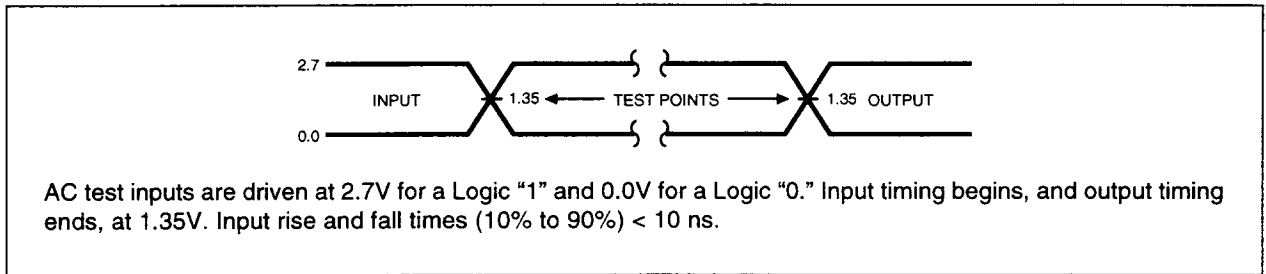 2.7
INPUT 1.35 TEST POINTS 1.35 OUTPUT
0.0
AC test inputs are driven at 2.7V for a Logic “1” and 0.0V for a Logic “0.” Input timing begins, and output timing
ends, at 1.35V. Input rise and fall times (10% to 90%) < 10 ns.